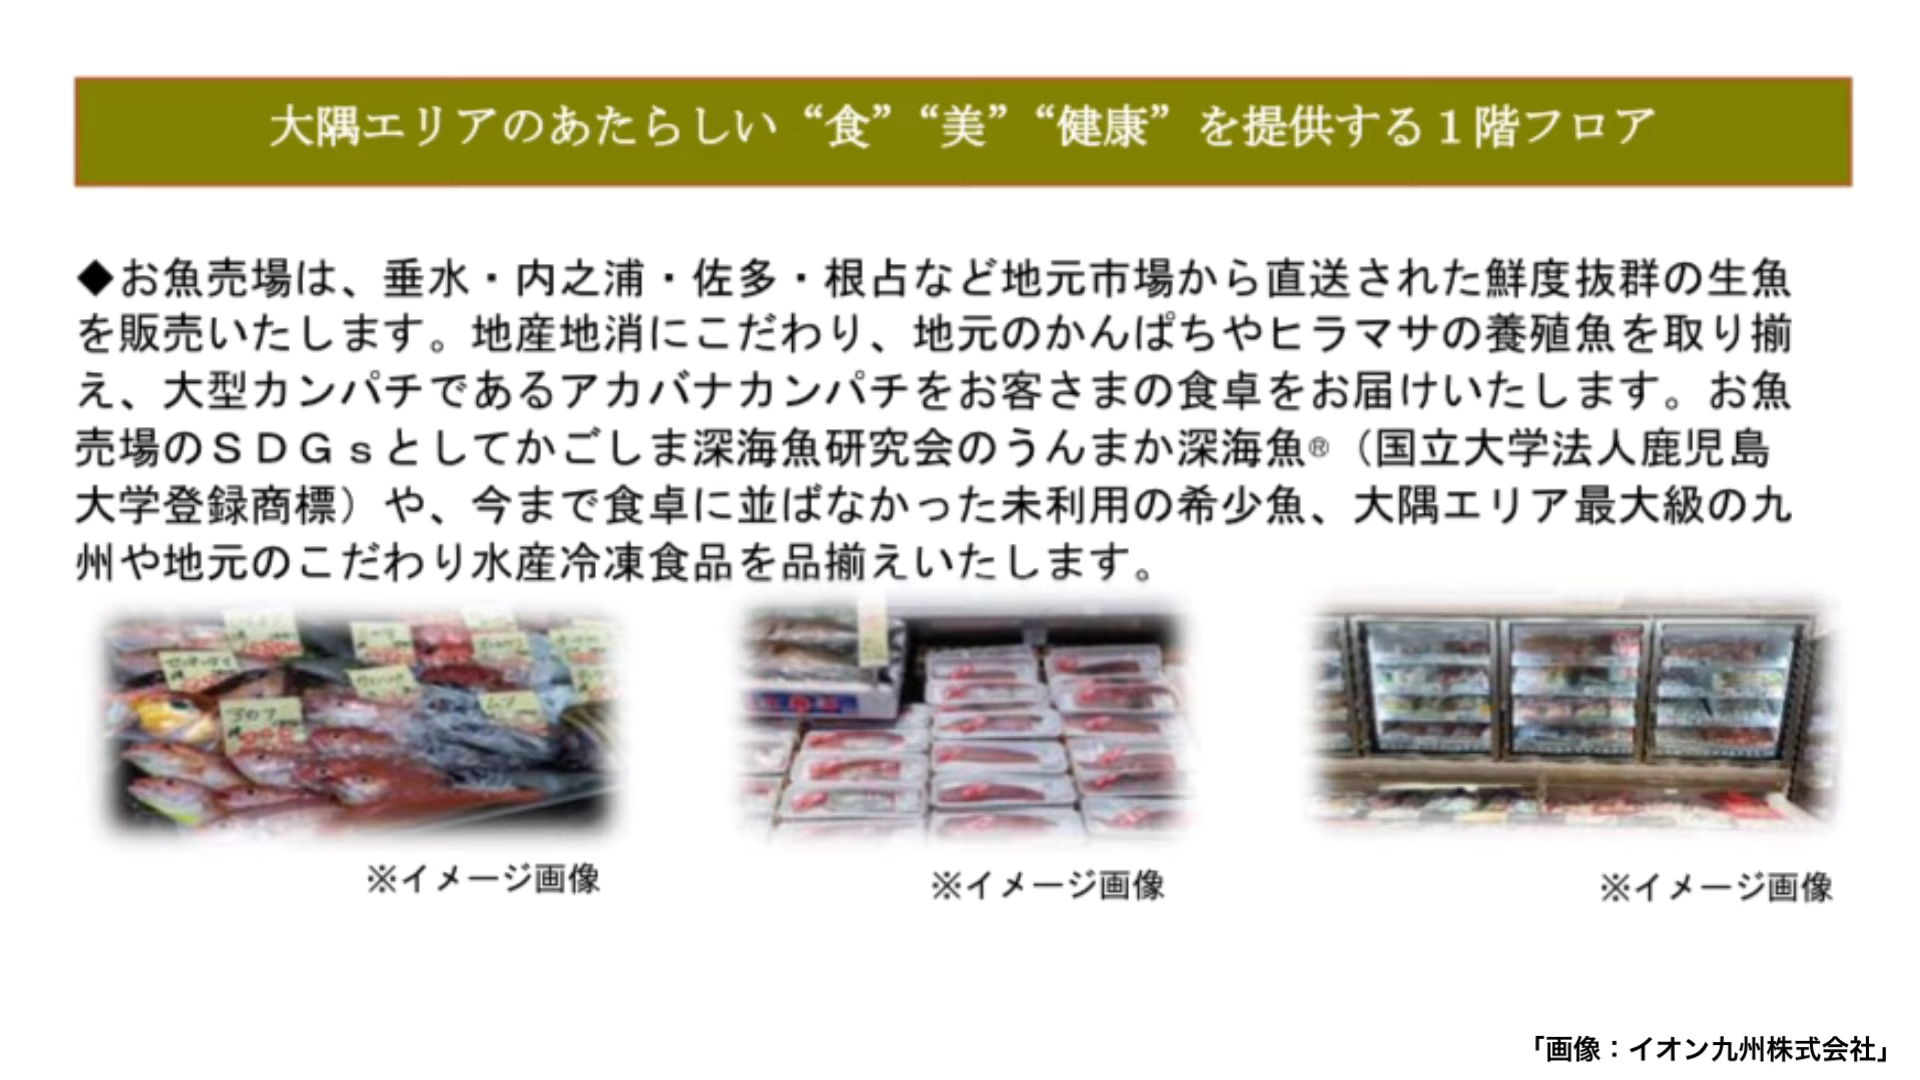 大隅エリアのあたらしい“食”“美”“健康”を提供する１階フロア
◆お魚売場は、垂水・内之浦・佐多・根占など地元市場から直送された鮮度抜群の生魚
を販売いたします。地産地消にこだわり、地元のかんぱちやヒラマサの養殖魚を取り揃
え、大型カンパチであるアカバナカンパチをお客さまの食卓をお届けいたします。お魚
売場のＳＤＧｓとしてかごしま深海魚研究会のうんまか深海魚®（国立大学法人鹿児島
大学登録商標）や、今まで食卓に並ばなかった未利用の希少魚、大隅エリア最大級の九
州や地元のこだわり水産冷凍食品を品揃えいたします。
※イメージ画像
※イメージ画像
※イメージ画像
「画像：イオン九州株式会社」